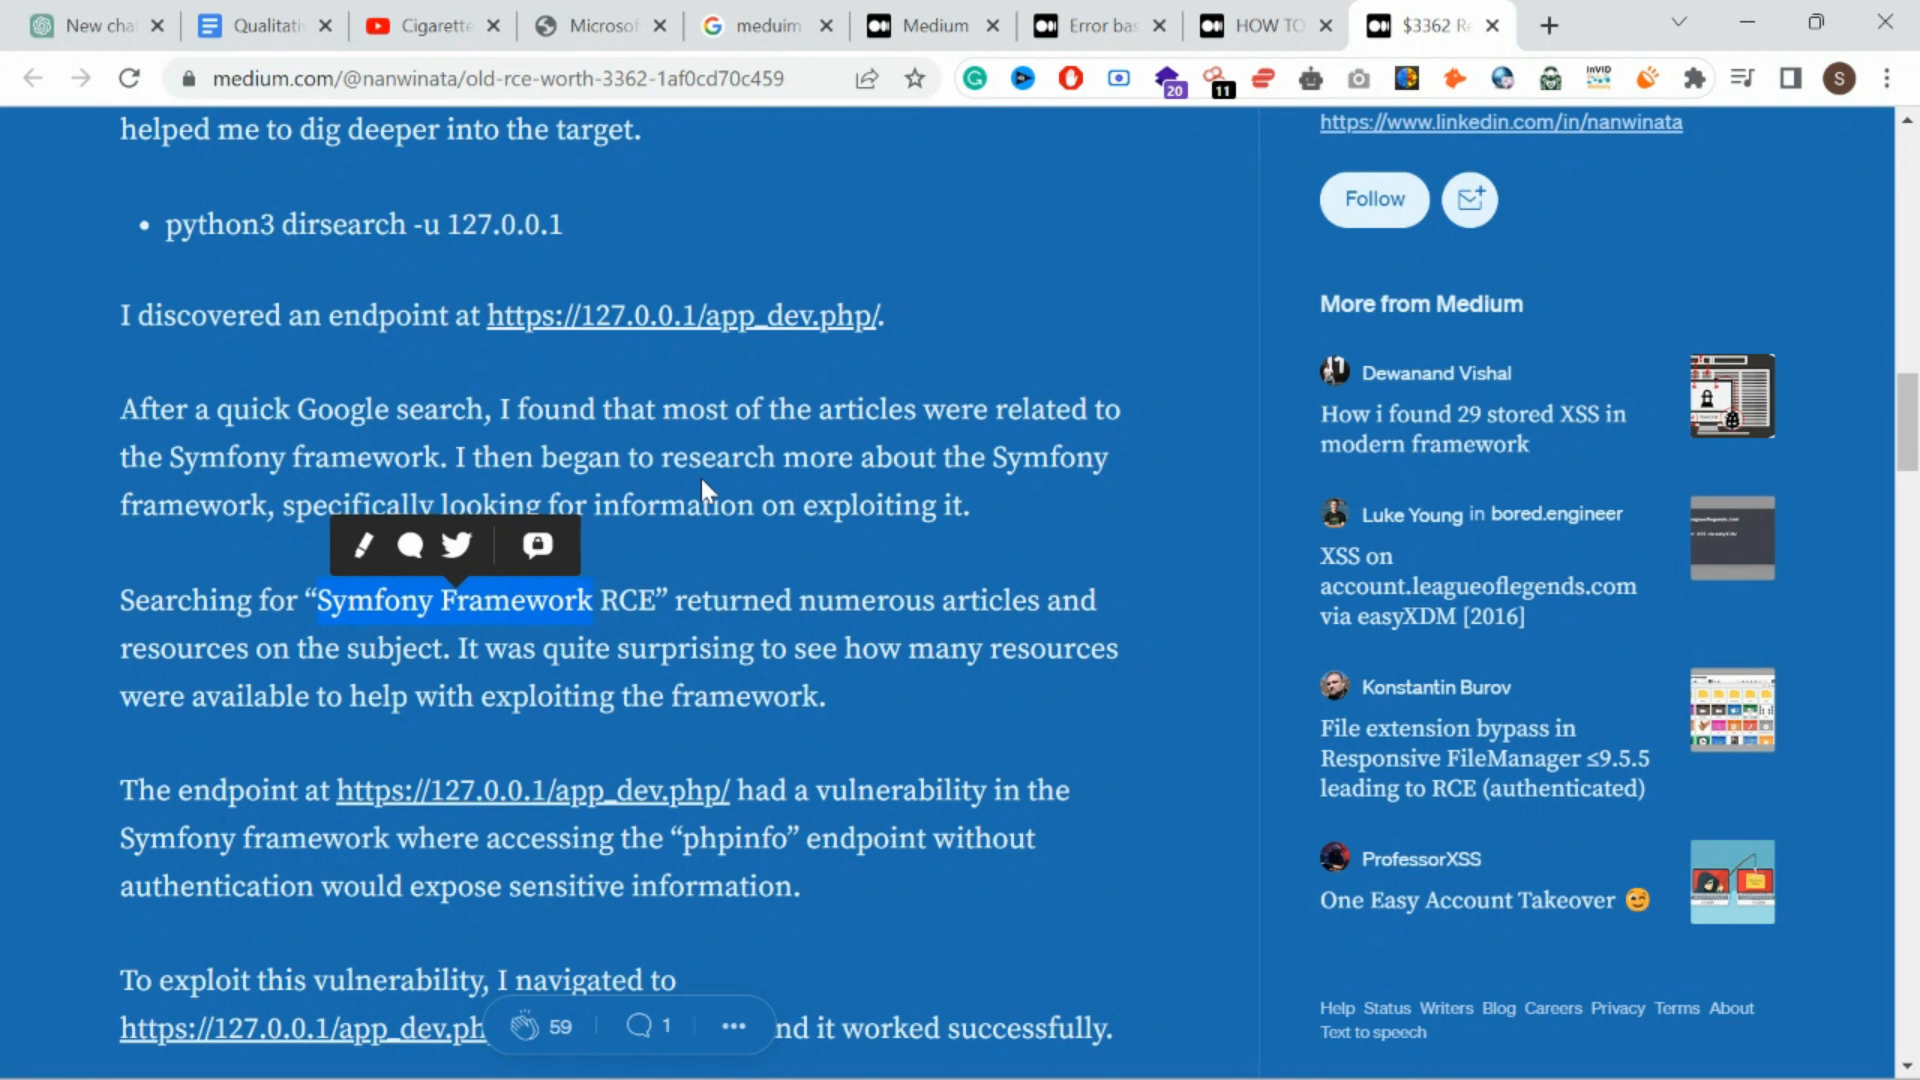 New cha
Qualitati
Cigarette
Microsof
meduim
Medium
Error bas
HOW TO
$3362 Re
medium.com/@nanwinata/old-rce-worth-3362-1af0cd70c459
20
11
InVID
S
helped me to dig deeper into the target.
• python3 dirsearch -u 127.0.0.1
I discovered an endpoint at https://127.0.0.1/app_dev.php/.
After a quick Google search, I found that most of the articles were related to
the Symfony framework. I then began to research more about the Symfony
framework, specifically looking for information on exploiting it.
Searching for “Symfony Framework RCE” returned numerous articles and
resources on the subject. It was quite surprising to see how many resources
were available to help with exploiting the framework.
The endpoint at https://127.0.0.1/app_dev.php/ had a vulnerability in the
Symfony framework where accessing the “phpinfo” endpoint without
authentication would expose sensitive information.
To exploit this vulnerability, I navigated to
https://127.0.0.1/app_dev.ph nd it worked successfully.
59
1
https://www.linkedin.com/in/nanwinata
Follow
More from Medium
Dewanand Vishal
How i found 29 stored XSS in
modern framework
Luke Young in bored.engineer
XSS on
account.leagueoflegends.com
via easyXDM [2016]
Konstantin Burov
File extension bypass in
Responsive FileManager ≤9.5.5
leading to RCE (authenticated)
ProfessorXSS
One Easy Account Takeover 😊
Help Status Writers Blog Careers Privacy Terms About
Text to speech